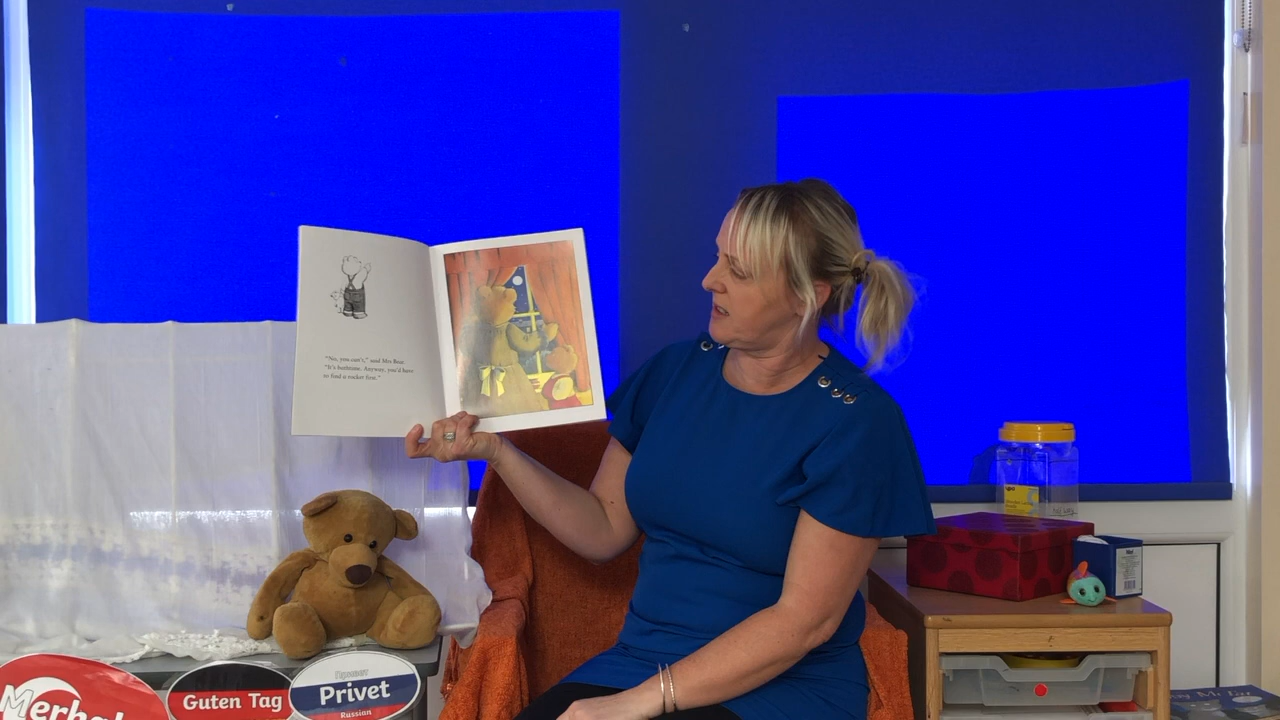 "No, you can't," said Mrs Bear.
"It's bathtime. Anyway, you'd have
to find a rocket first."
Guten Tag
Привет
Privet
Russian